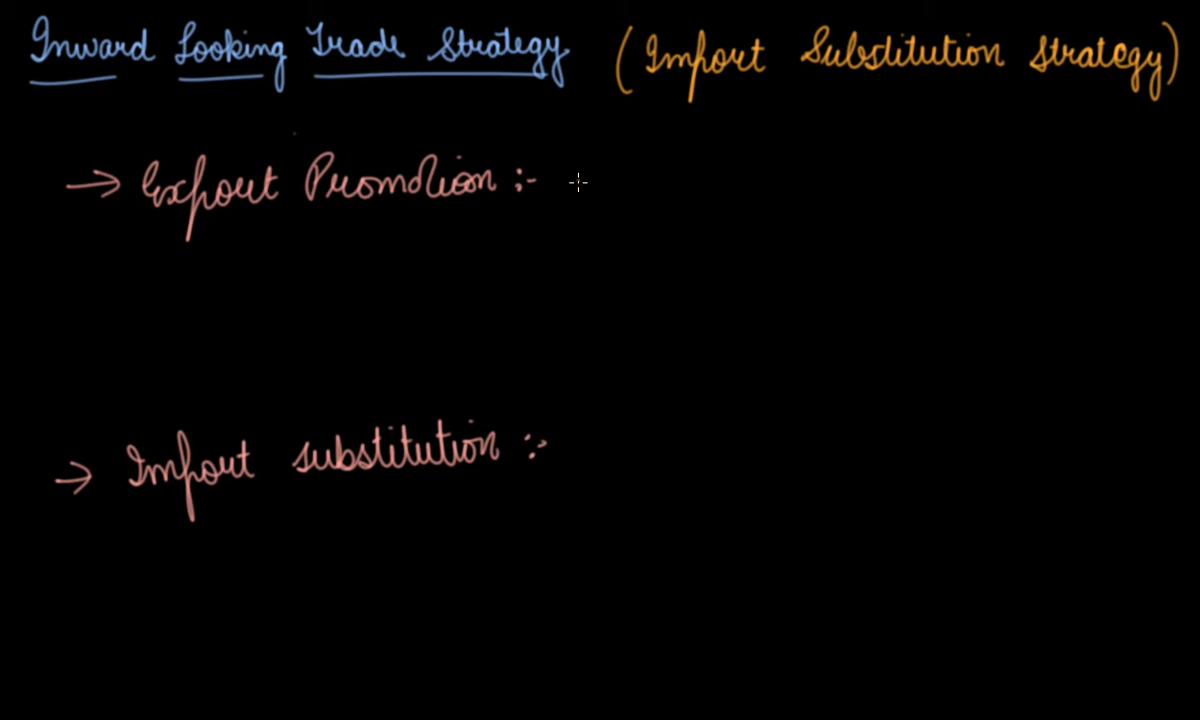 Inward Looking Trade Strategy (Import Substitution Strategy)
→ Export Promotion :-
→ Import substitution :-